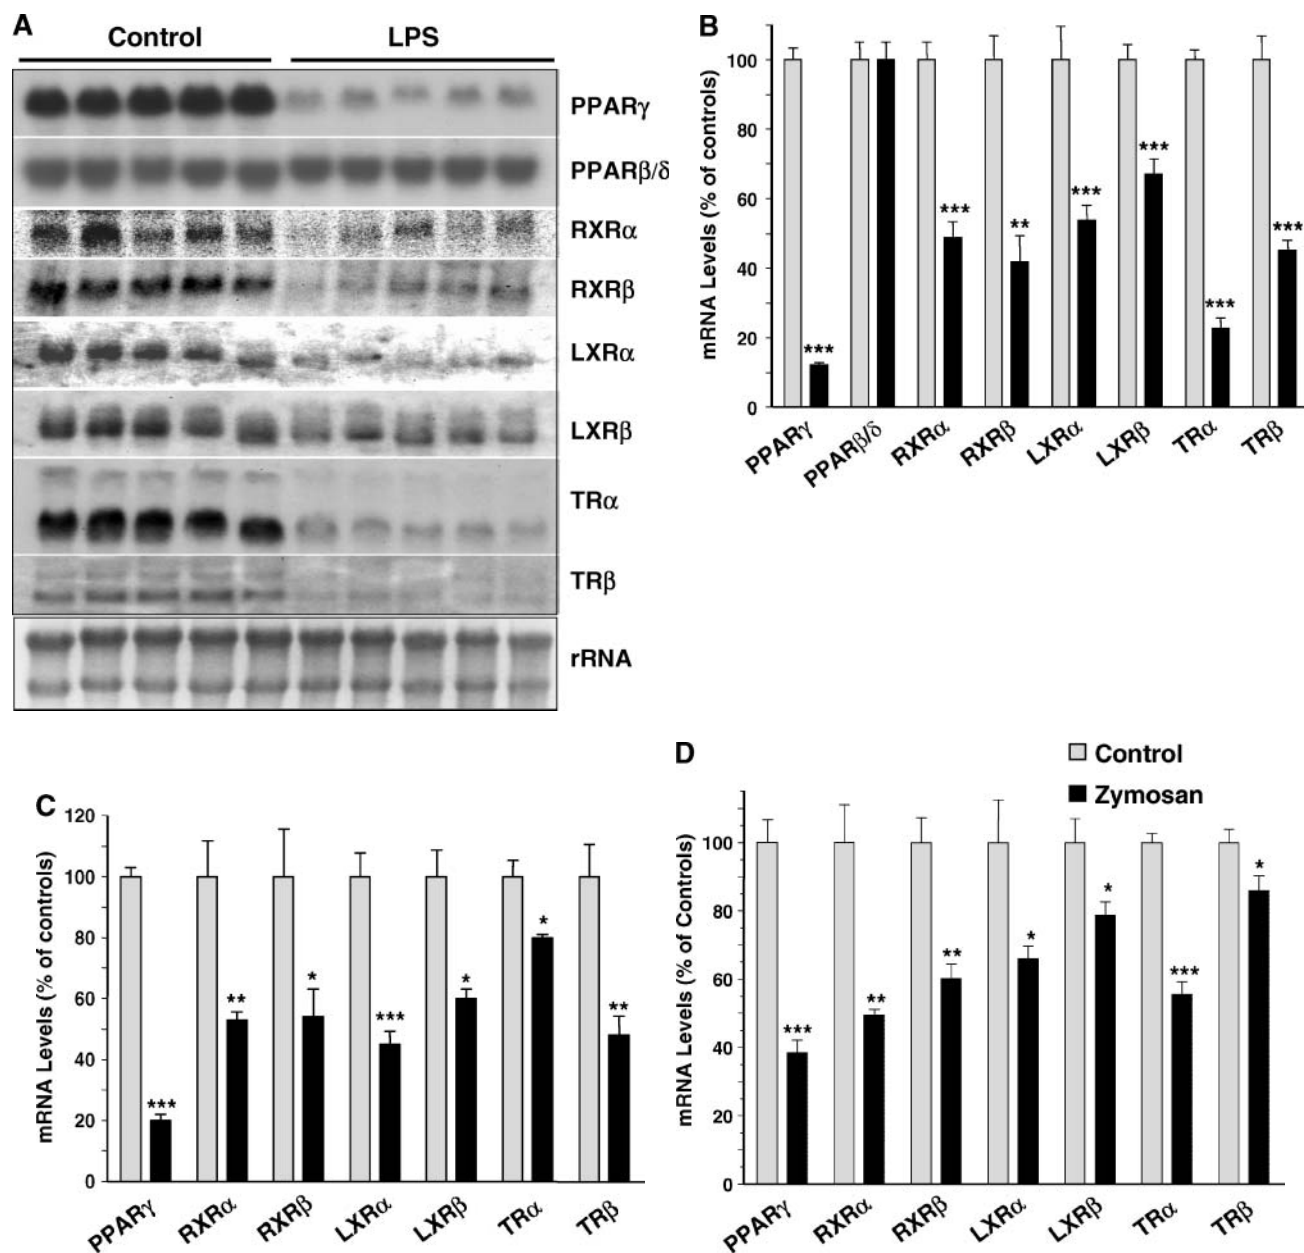 A
Control LPS
PPARγ
PPARβ/δ
RXRα
RXRβ
LXRα
LXRβ
TRα
TRβ
rRNA
B
mRNA Levels (% of controls)
100
80
60
40
20
0
*** *** ** *** *** *** ***
PPARγ PPARβ/δ RXRα RXRβ LXRα LXRβ TRα TRβ
C
mRNA Levels (% of controls)
120
100
80
60
40
20
0
*** ** * *** * * **
PPARγ RXRα RXRβ LXRα LXRβ TRα TRβ
D
Control
Zymosan
mRNA Levels (% of Controls)
100
80
60
40
20
0
*** ** ** * * *** *
PPARγ RXRα RXRβ LXRα LXRβ TRα TRβ